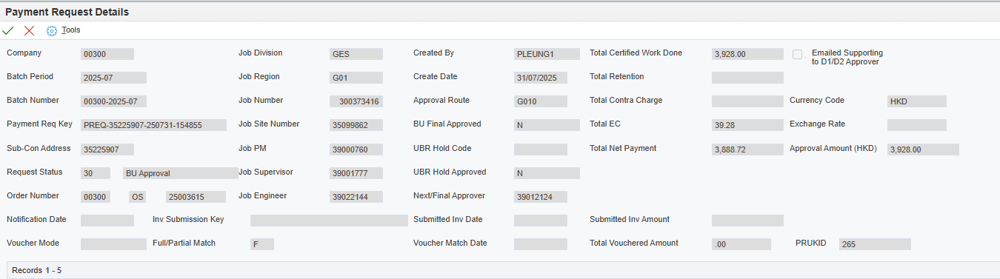 Payment Request Details
Tools
Company 00300 Job Division GES Created By PLEUNG1 Total Certified Work Done 3,928.00 Emailed Supporting
to D1/D2 Approver
Batch Period 2025-07 Job Region G01 Create Date 31/07/2025 Total Retention
Batch Number 00300-2025-07 Job Number 300373416 Approval Route G010 Total Contra Charge Currency Code HKD
Payment Req Key PREQ-35225907-250731-154855 Job Site Number 35099862 BU Final Approved N Total EC 39.28 Exchange Rate
Sub-Con Address 35225907 Job PM 39000760 UBR Hold Code Total Net Payment 3,888.72 Approval Amount (HKD) 3,928.00
Request Status 30 BU Approval Job Supervisor 39001777 UBR Hold Approved N
Order Number 00300 OS 25003615 Job Engineer 39022144 Next/Final Approver 39012124
Notification Date Inv Submission Key Submitted Inv Date Submitted Inv Amount
Voucher Mode Full/Partial Match F Voucher Match Date Total Vouchered Amount .00 PRUKID 265
Records 1 - 5